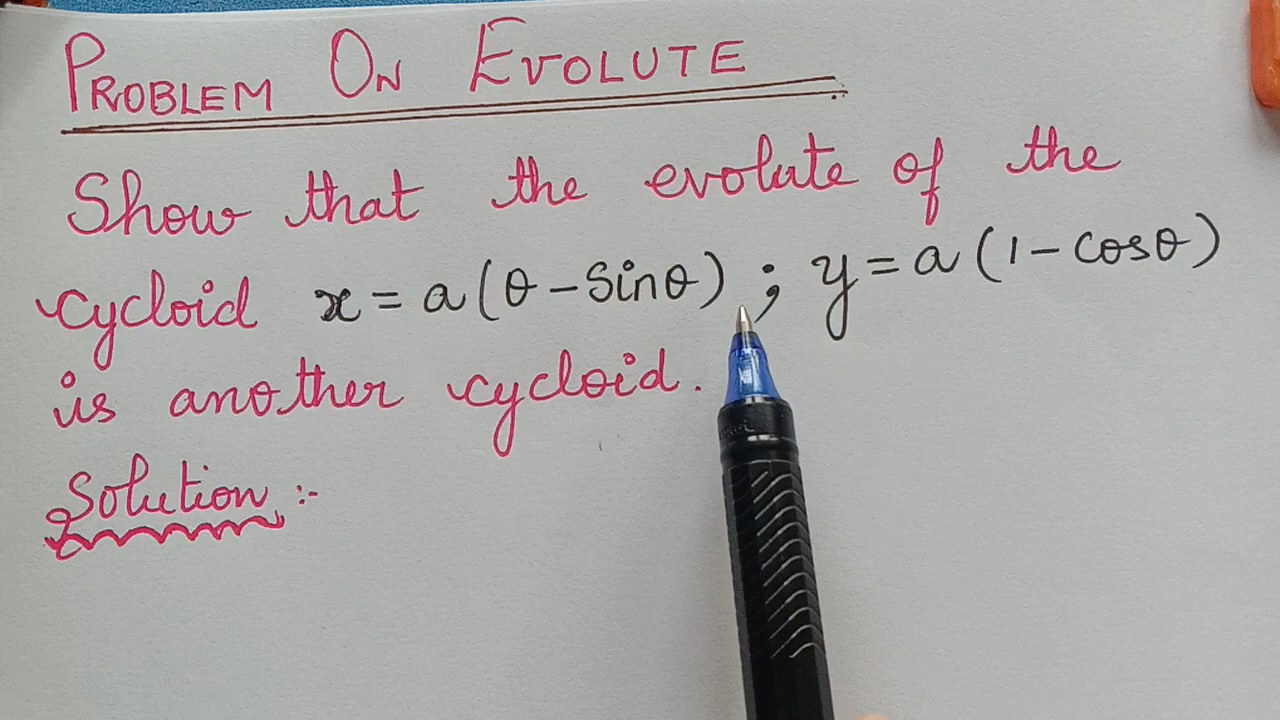 PROBLEM ON EVOLUTE
Show that the evolute of the
cycloid x = a(θ - Sinθ) ; y = a(1 - Cosθ)
is another cycloid.
Solution :-